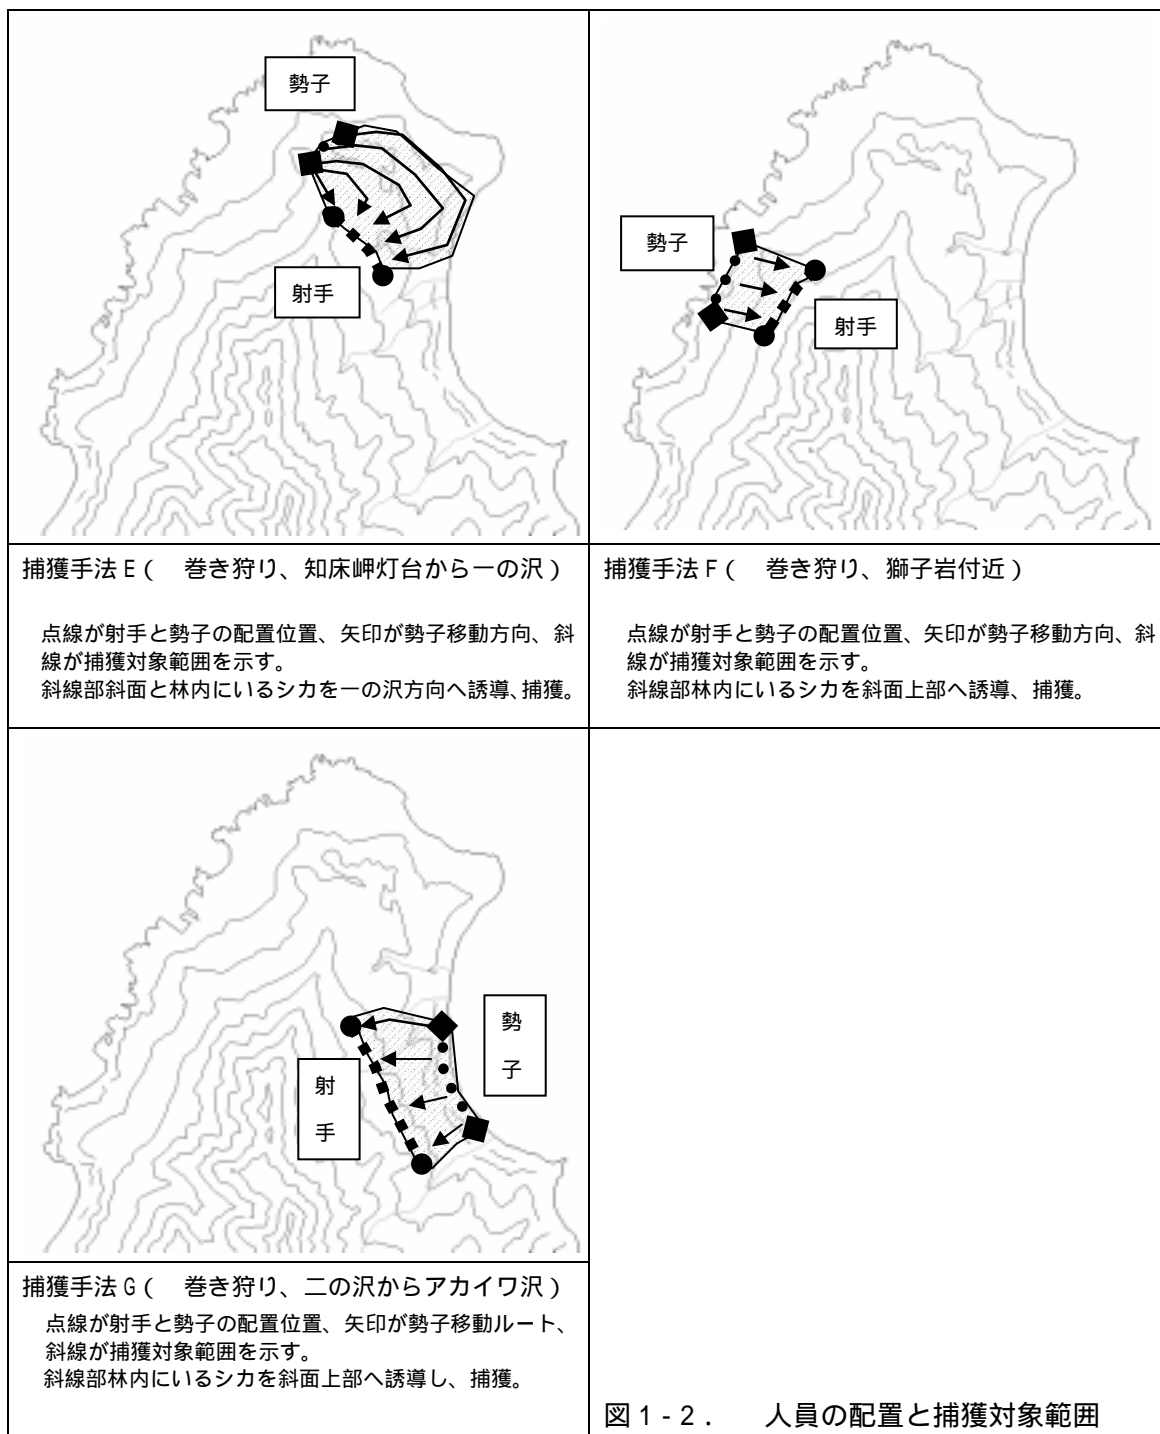 勢子
射手
勢子
射手
捕獲手法E(　巻き狩り、知床岬灯台から一の沢)
点線が射手と勢子の配置位置、矢印が勢子移動方向、斜
線が捕獲対象範囲を示す。
斜線部斜面と林内にいるシカを一の沢方向へ誘導、捕獲。
捕獲手法F(　巻き狩り、獅子岩付近)
点線が射手と勢子の配置位置、矢印が勢子移動方向、斜
線が捕獲対象範囲を示す。
斜線部林内にいるシカを斜面上部へ誘導、捕獲。
勢
子
射
手
捕獲手法G(　巻き狩り、二の沢からアカイワ沢)
点線が射手と勢子の配置位置、矢印が勢子移動ルート、
斜線が捕獲対象範囲を示す。
斜線部林内にいるシカを斜面上部へ誘導し、捕獲。
図1-2.　人員の配置と捕獲対象範囲